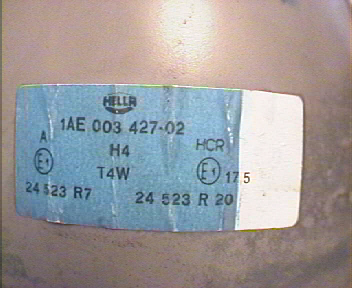 HELLA
1AE 003 427-02
A H4 HCR
E1 T4W E1 17.5
24 523 R7 24 523 R 20